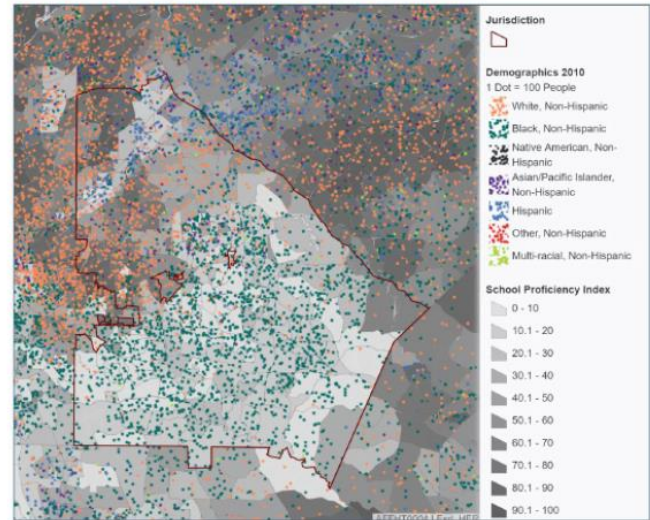 Jurisdiction
Demographics 2010
1 Dot = 100 People
White, Non-Hispanic
Black, Non-Hispanic
Native American, Non-
Hispanic
Asian/Pacific Islander,
Non-Hispanic
Hispanic
Other, Non-Hispanic
Multi-racial, Non-Hispanic
School Proficiency Index
0 - 10
10.1 - 20
20.1 - 30
30.1 - 40
40.1 - 50
50.1 - 60
60.1 - 70
70.1 - 80
80.1 - 90
90.1 - 100